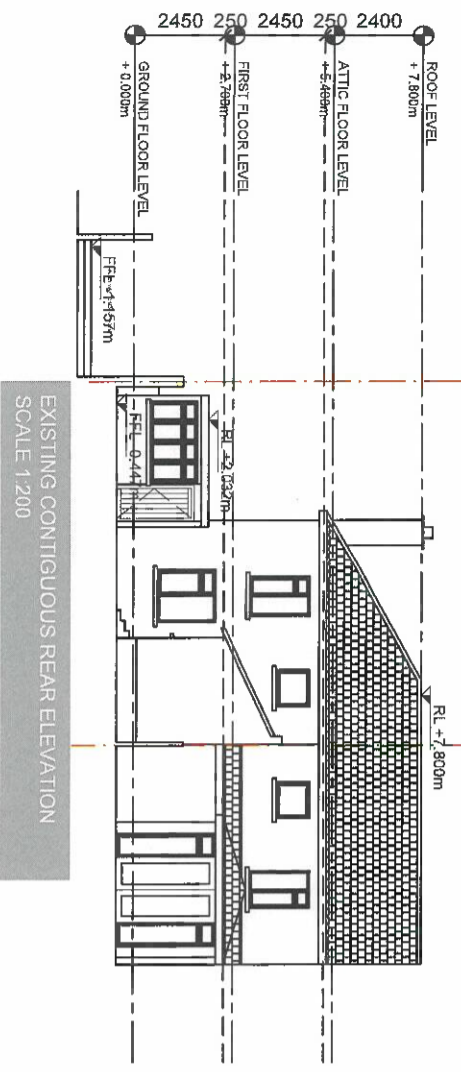 2450 250 2450 250 2400
ROOF LEVEL
+ 7.800m
ATTIC FLOOR LEVEL
+ 5.400m
FIRST FLOOR LEVEL
+ 2.700m
GROUND FLOOR LEVEL
+ 0.000m
RL +7.800m
RL +2.032m
FFL -0.447m
FFL -1.157m
EXISTING CONTIGUOUS REAR ELEVATION
SCALE 1:200